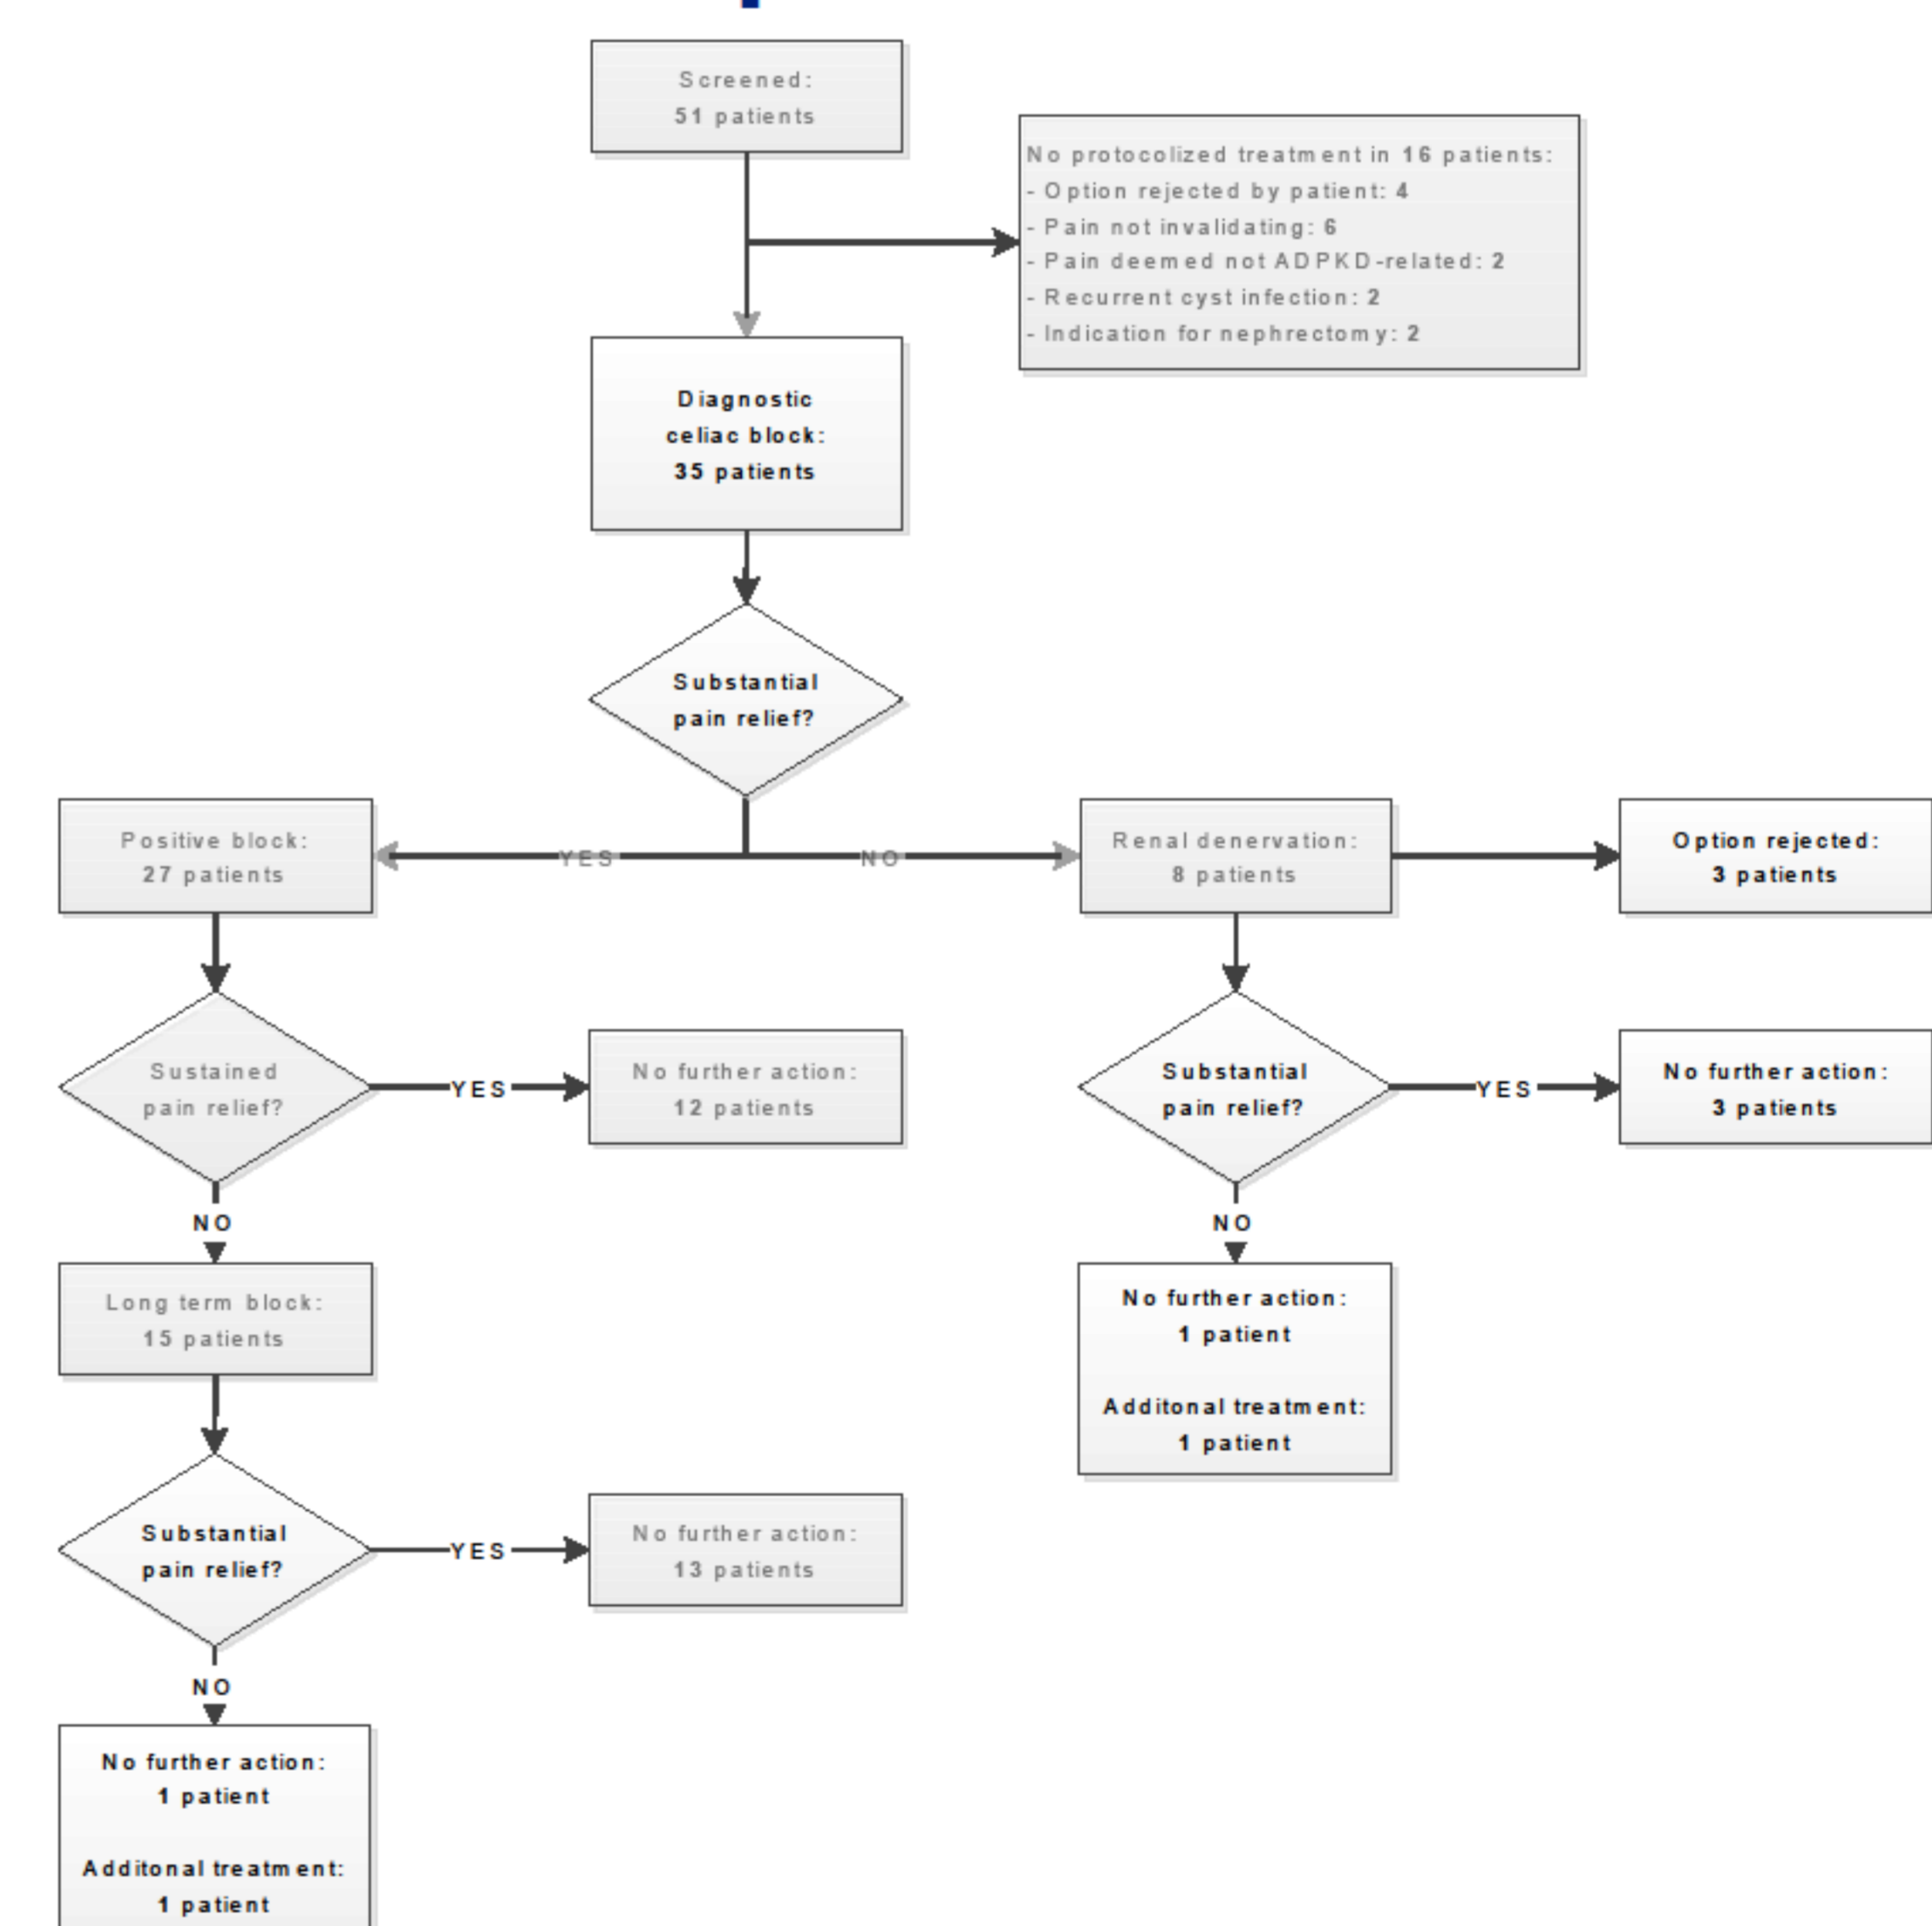 Screened:
51 patients
No protocolized treatment in 16 patients:
- Option rejected by patient: 4
- Pain not invalidating: 6
- Pain deemed not ADPKD-related: 2
- Recurrent cyst infection: 2
- Indication for nephrectomy: 2
Diagnostic
celiac block:
35 patients
Substantial
pain relief?
YES
NO
Positive block:
27 patients
Renal denervation:
8 patients
Option rejected:
3 patients
Sustained
pain relief?
YES
No further action:
12 patients
Substantial
pain relief?
YES
No further action:
3 patients
NO
NO
Long term block:
15 patients
No further action:
1 patient
Additonal treatment:
1 patient
Substantial
pain relief?
YES
No further action:
13 patients
NO
No further action:
1 patient
Additonal treatment:
1 patient